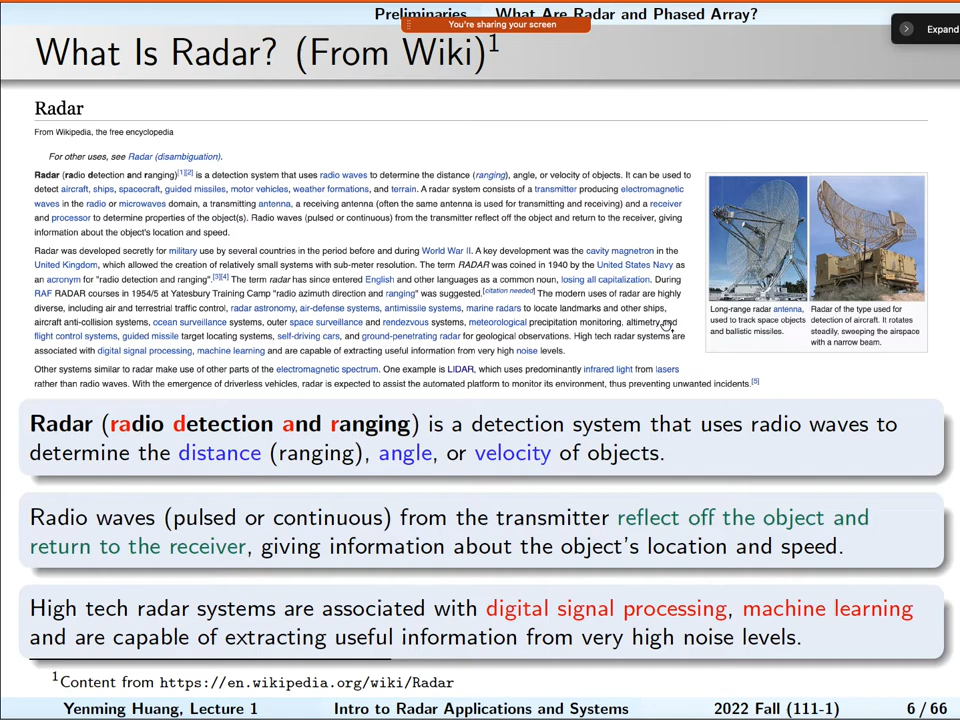 Preliminaries What Are Radar and Phased Array?
You're sharing your screen
Expand
What Is Radar? (From Wiki)1
Radar
From Wikipedia, the free encyclopedia
For other uses, see Radar (disambiguation).
Radar (radio detection and ranging)[1][2] is a detection system that uses radio waves to determine the distance (ranging), angle, or velocity of objects. It can be used to
detect aircraft, ships, spacecraft, guided missiles, motor vehicles, weather formations, and terrain. A radar system consists of a transmitter producing electromagnetic
waves in the radio or microwaves domain, a transmitting antenna, a receiving antenna (often the same antenna is used for transmitting and receiving) and a receiver
and processor to determine properties of the object(s). Radio waves (pulsed or continuous) from the transmitter reflect off the object and return to the receiver, giving
information about the object's location and speed.
Radar was developed secretly for military use by several countries in the period before and during World War II. A key development was the cavity magnetron in the
United Kingdom, which allowed the creation of relatively small systems with sub-meter resolution. The term RADAR was coined in 1940 by the United States Navy as
an acronym for "radio detection and ranging".[3][4] The term radar has since entered English and other languages as a common noun, losing all capitalization. During
RAF RADAR courses in 1954/5 at Yatesbury Training Camp "radio azimuth direction and ranging" was suggested.[citation needed] The modern uses of radar are highly
diverse, including air and terrestrial traffic control, radar astronomy, air-defense systems, antimissile systems, marine radars to locate landmarks and other ships,
aircraft anti-collision systems, ocean surveillance systems, outer space surveillance and rendezvous systems, meteorological precipitation monitoring, altimetry and
flight control systems, guided missile target locating systems, self-driving cars, and ground-penetrating radar for geological observations. High tech radar systems are
associated with digital signal processing, machine learning and are capable of extracting useful information from very high noise levels.
Other systems similar to radar make use of other parts of the electromagnetic spectrum. One example is LIDAR, which uses predominantly infrared light from lasers
rather than radio waves. With the emergence of driverless vehicles, radar is expected to assist the automated platform to monitor its environment, thus preventing unwanted incidents.[5]
Long-range radar antenna,
used to track space objects
and ballistic missiles.
Radar of the type used for
detection of aircraft. It rotates
steadily, sweeping the airspace
with a narrow beam.
Radar (radio detection and ranging) is a detection system that uses radio waves to
determine the distance (ranging), angle, or velocity of objects.
Radio waves (pulsed or continuous) from the transmitter reflect off the object and
return to the receiver, giving information about the object's location and speed.
High tech radar systems are associated with digital signal processing, machine learning
and are capable of extracting useful information from very high noise levels.
1Content from https://en.wikipedia.org/wiki/Radar
Yenming Huang, Lecture 1 Intro to Radar Applications and Systems 2022 Fall (111-1) 6 / 66